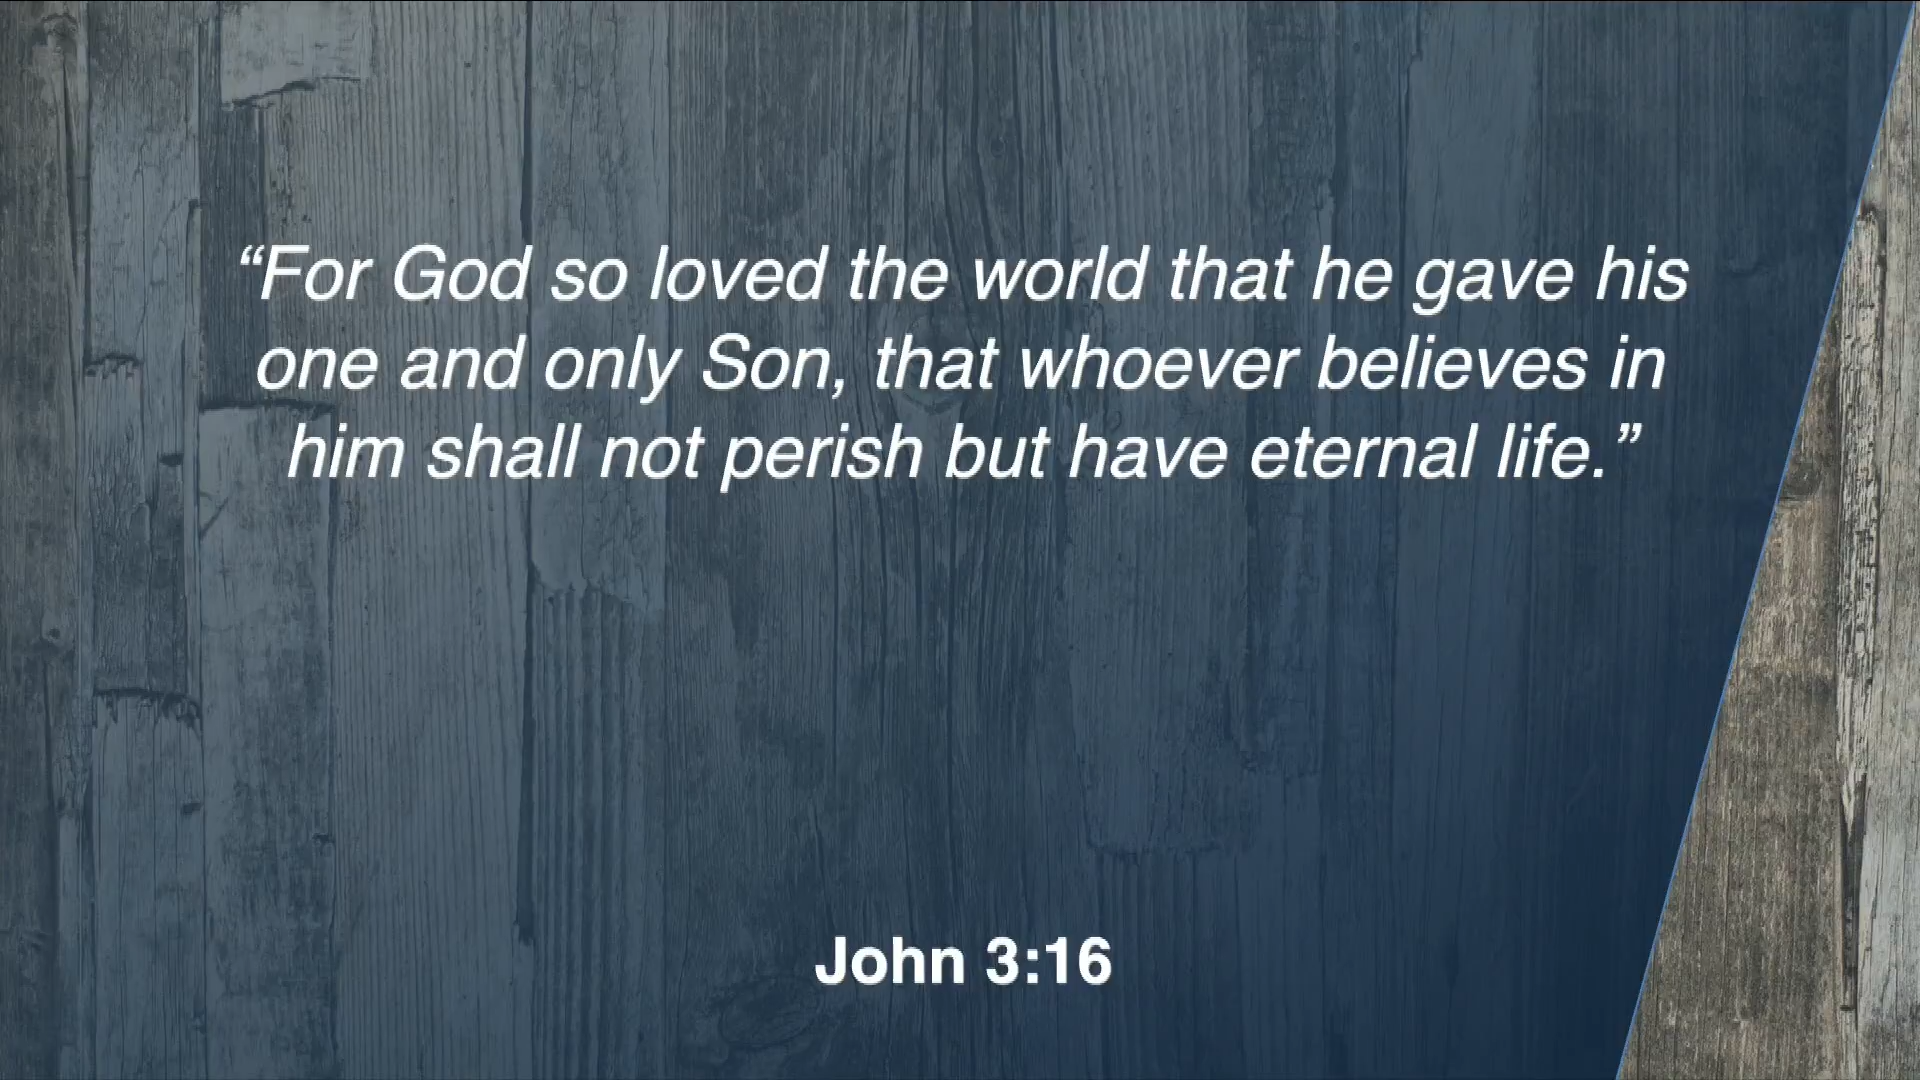 “For God so loved the world that he gave his
one and only Son, that whoever believes in
him shall not perish but have eternal life.”
John 3:16